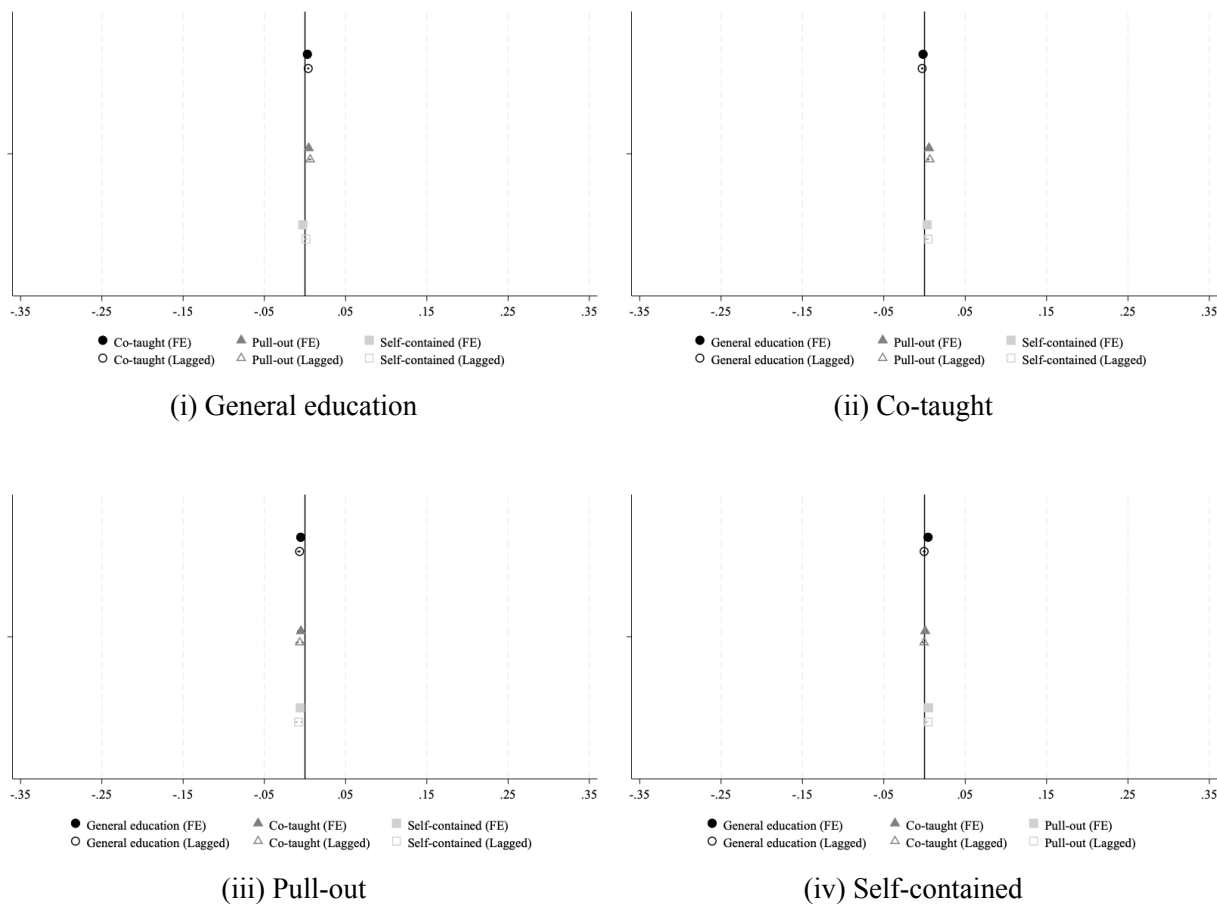 -.35 -.25 -.15 -.05 .05 .15 .25 .35
Co-taught (FE) Pull-out (FE) Self-contained (FE)
Co-taught (Lagged) Pull-out (Lagged) Self-contained (Lagged)
(i) General education
-.35 -.25 -.15 -.05 .05 .15 .25 .35
General education (FE) Pull-out (FE) Self-contained (FE)
General education (Lagged) Pull-out (Lagged) Self-contained (Lagged)
(ii) Co-taught
-.35 -.25 -.15 -.05 .05 .15 .25 .35
General education (FE) Co-taught (FE) Self-contained (FE)
General education (Lagged) Co-taught (Lagged) Self-contained (Lagged)
(iii) Pull-out
-.35 -.25 -.15 -.05 .05 .15 .25 .35
General education (FE) Co-taught (FE) Pull-out (FE)
General education (Lagged) Co-taught (Lagged) Pull-out (Lagged)
(iv) Self-contained